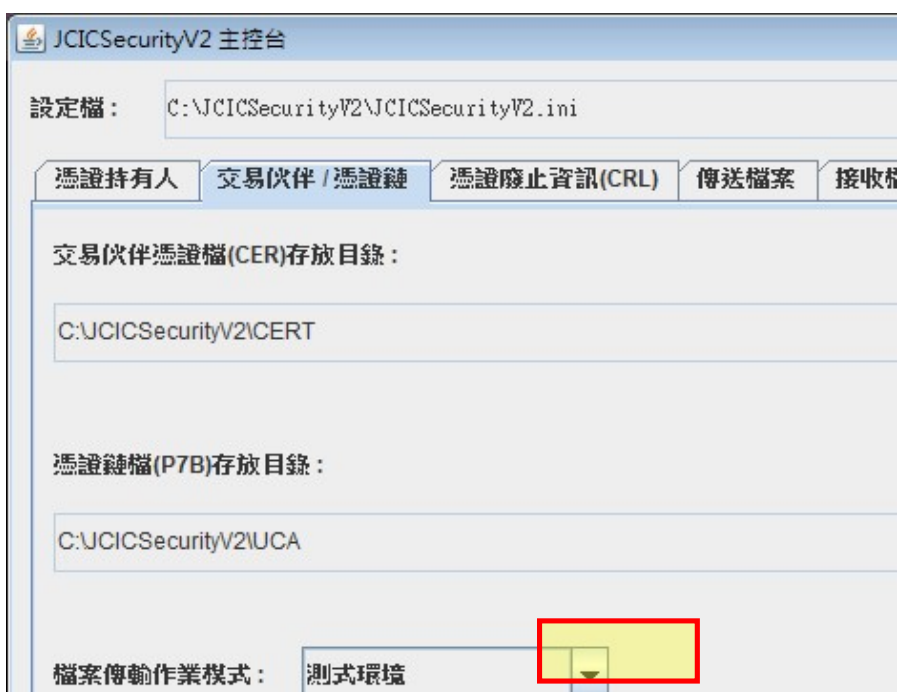 JCICSecurityV2 主控台
設定檔： C:\JCICSecurityV2\JCICSecurityV2.ini
憑證持有人 交易伙伴 / 憑證鏈 憑證廢止資訊(CRL) 傳送檔案 接收檔
交易伙伴憑證檔(CER)存放目錄：
C:\JCICSecurityV2\CERT
憑證鏈檔(P7B)存放目錄：
C:\JCICSecurityV2\UCA
檔案傳輸作業模式： 測式環境